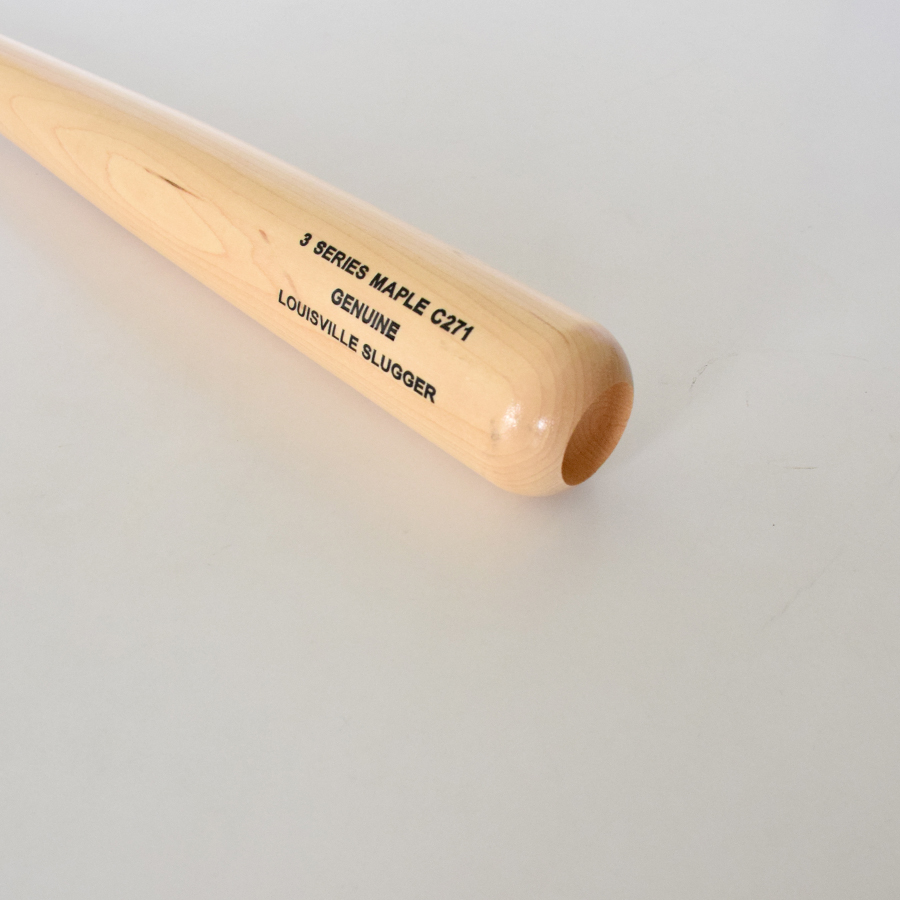 3 SERIES MAPLE C271
GENUINE
LOUISVILLE SLUGGER